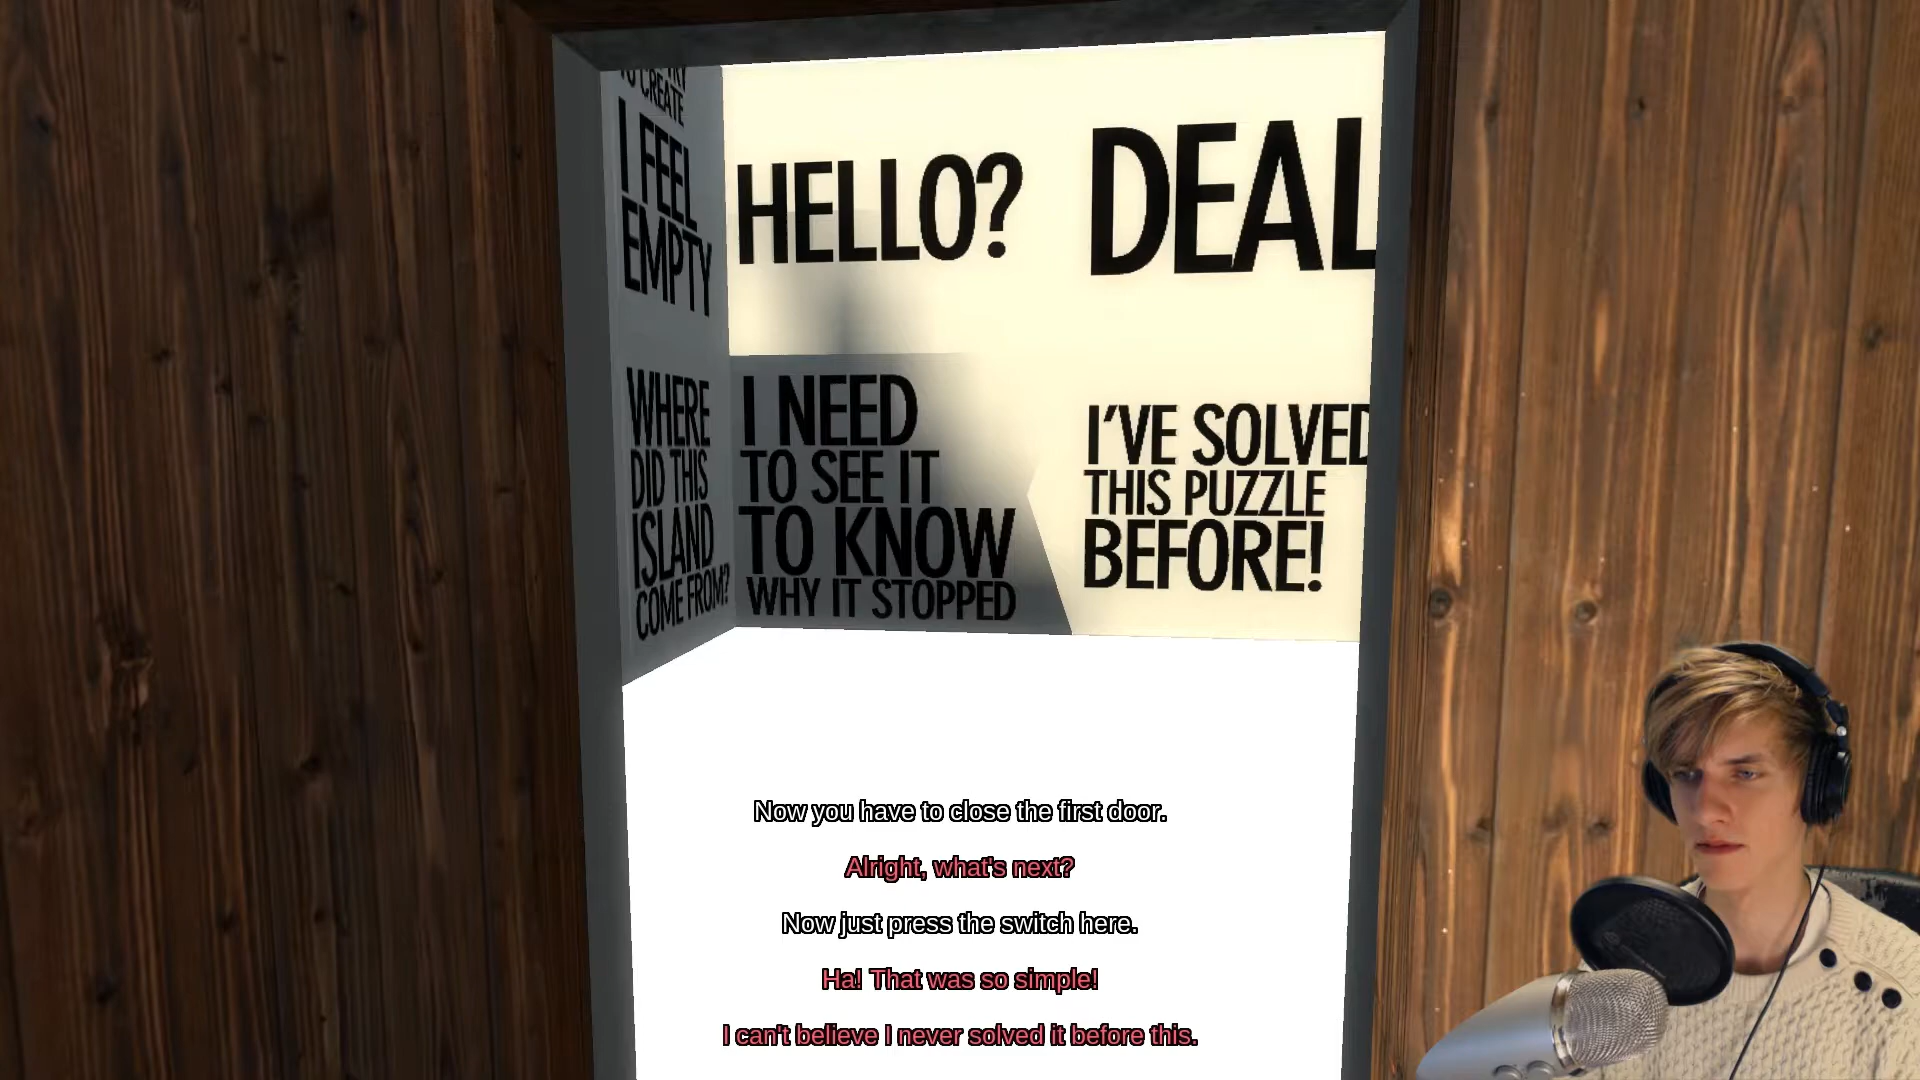 TO CREATE
I FEEL
EMPTY
WHERE
DID THIS
ISLAND
COME FROM?
HELLO?
I NEED
TO SEE IT
TO KNOW
WHY IT STOPPED
DEAL
I'VE SOLVED
THIS PUZZLE
BEFORE!
Now you have to close the first door.
Alright, what's next?
Now just press the switch here.
Ha! That was so simple!
I can't believe I never solved it before this.